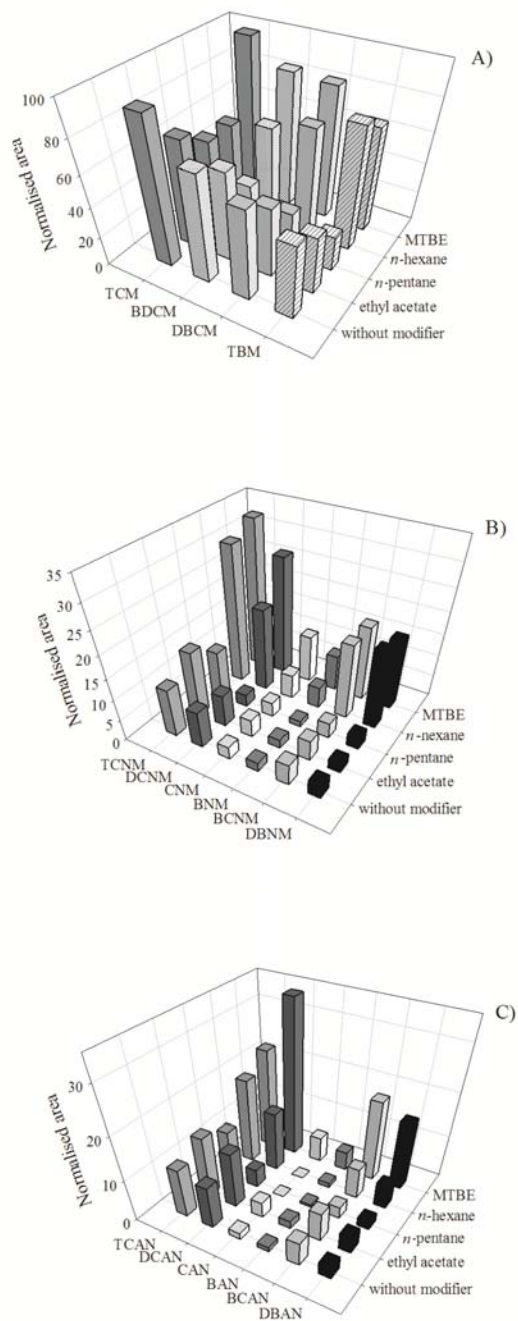 A)
100
80
60
40
20
0
Normalised area
TCM
BDCM
DBCM
TBM
MTBE
n-hexane
n-pentane
ethyl acetate
without modifier
B)
35
30
25
20
15
10
5
0
Normalised area
TCNM
DCNM
CNM
BNM
BCNM
DBNM
MTBE
n-nexane
n-pentane
ethyl acetate
without modifier
C)
30
20
10
0
Normalised area
TCAN
DCAN
CAN
BAN
BCAN
DBAN
MTBE
n-hexane
n-pentane
ethyl acetate
without modifier